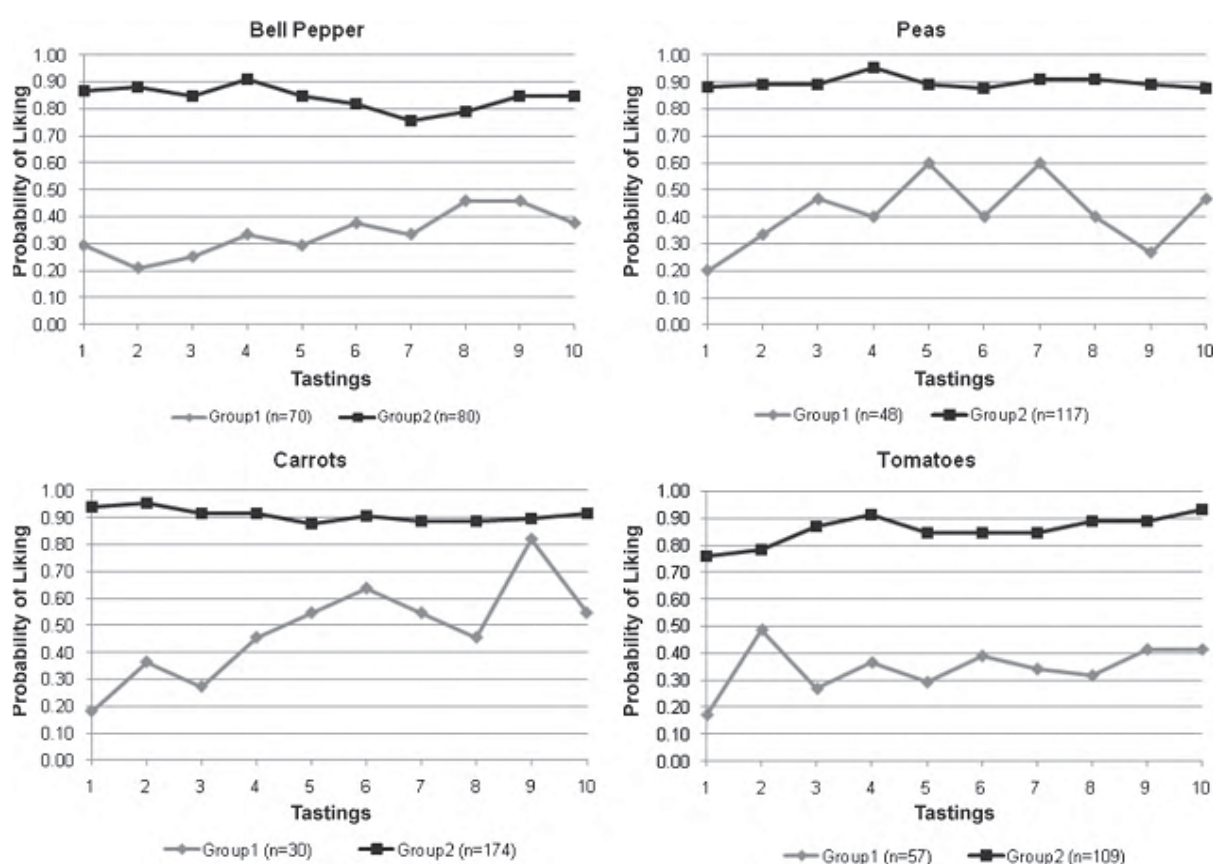 Bell Pepper
Probability of Liking
1.00
0.90
0.80
0.70
0.60
0.50
0.40
0.30
0.20
0.10
0.00
1 2 3 4 5 6 7 8 9 10
Tastings
Group1 (n=70) Group2 (n=80)
Peas
Probability of Liking
1.00
0.90
0.80
0.70
0.60
0.50
0.40
0.30
0.20
0.10
0.00
1 2 3 4 5 6 7 8 9 10
Tastings
Group1 (n=48) Group2 (n=117)
Carrots
Probability of Liking
1.00
0.90
0.80
0.70
0.60
0.50
0.40
0.30
0.20
0.10
0.00
1 2 3 4 5 6 7 8 9 10
Tastings
Group1 (n=30) Group2 (n=174)
Tomatoes
Probability of Liking
1.00
0.90
0.80
0.70
0.60
0.50
0.40
0.30
0.20
0.10
0.00
1 2 3 4 5 6 7 8 9 10
Tastings
Group1 (n=57) Group2 (n=109)